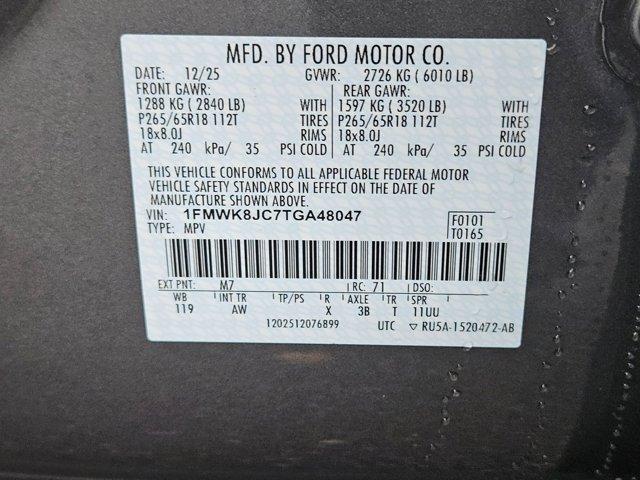 MFD. BY FORD MOTOR CO.
DATE: 12/25 GVWR: 2726 KG ( 6010 LB)
FRONT GAWR: REAR GAWR:
1288 KG ( 2840 LB) WITH 1597 KG ( 3520 LB) WITH
P265/65R18 112T TIRES P265/65R18 112T TIRES
18x8.0J RIMS 18x8.0J RIMS
AT 240 kPa/ 35 PSI COLD AT 240 kPa/ 35 PSI COLD
THIS VEHICLE CONFORMS TO ALL APPLICABLE FEDERAL MOTOR
VEHICLE SAFETY STANDARDS IN EFFECT ON THE DATE OF
MANUFACTURE SHOWN ABOVE.
VIN: 1FMWK8JC7TGA48047 F0101
TYPE: MPV T0165
EXT PNT: M7 RC: 71 DSO:
WB INT TR TP/PS R AXLE TR SPR
119 AW X 3B T 11UU
1202512076899 UTC ▽ RU5A-1520472-AB